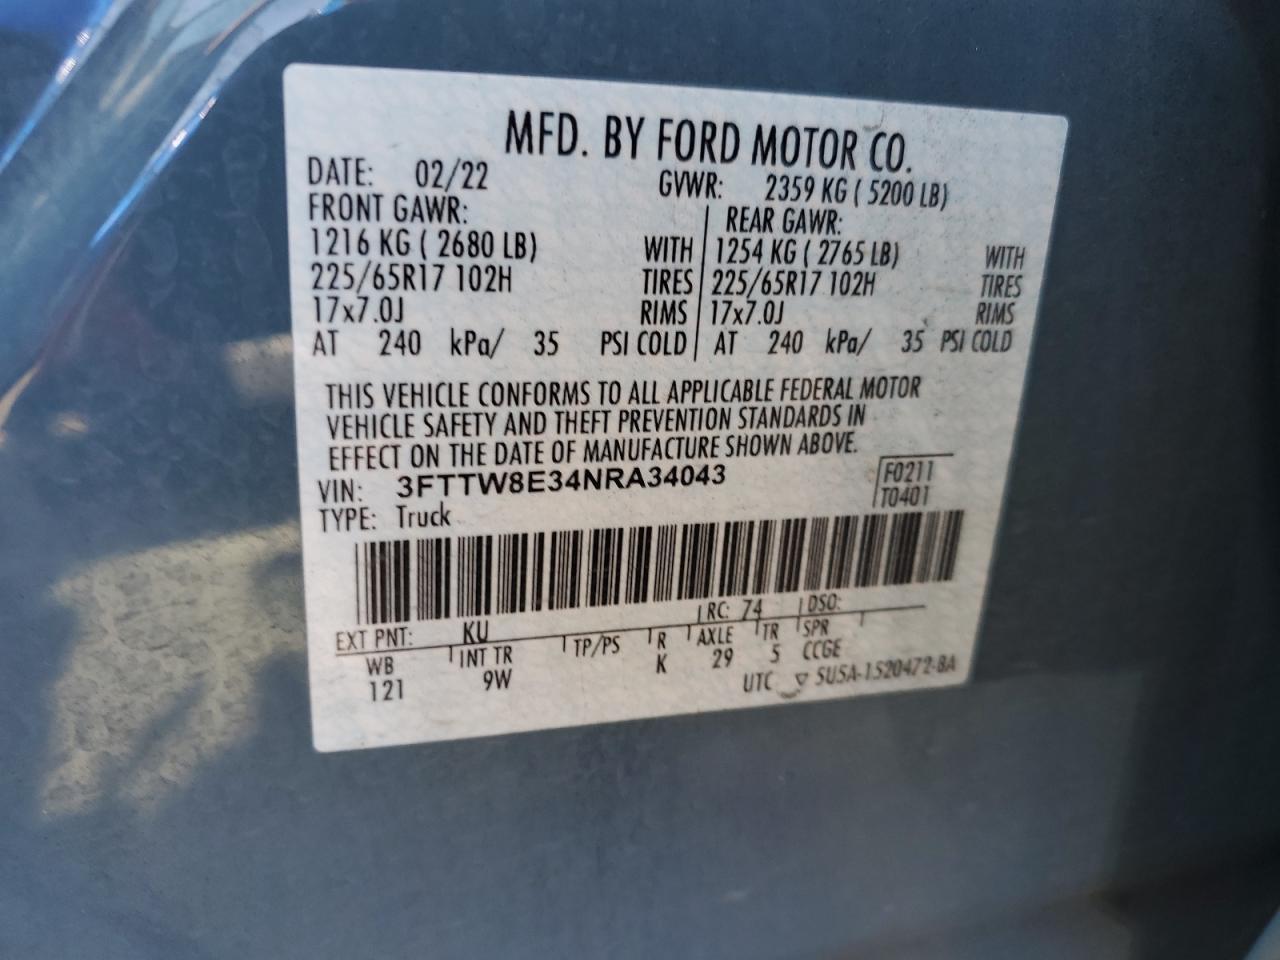 MFD. BY FORD MOTOR CO.
DATE: 02/22 GVWR: 2359 KG ( 5200 LB)
FRONT GAWR: REAR GAWR:
1216 KG ( 2680 LB) WITH 1254 KG ( 2765 LB) WITH
225/65R17 102H TIRES 225/65R17 102H TIRES
17x7.0J RIMS 17x7.0J RIMS
AT 240 kPa/ 35 PSI COLD AT 240 kPa/ 35 PSI COLD
THIS VEHICLE CONFORMS TO ALL APPLICABLE FEDERAL MOTOR
VEHICLE SAFETY AND THEFT PREVENTION STANDARDS IN
EFFECT ON THE DATE OF MANUFACTURE SHOWN ABOVE.
VIN: 3FTTW8E34NRA34043 F0211
TYPE: Truck T0401
EXT PNT: KU RC: 74 DSO:
WB INT TR TP/PS R AXLE TR SPR
121 9W K 29 5 CCGE
UTC SU5A-1520472-BA